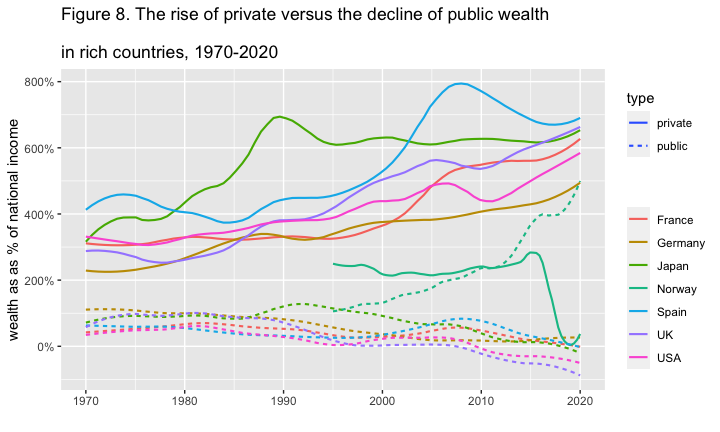 Figure 8. The rise of private versus the decline of public wealth
in rich countries, 1970-2020
wealth as as % of national income
800%
600%
400%
200%
0%
1970
1980
1990
2000
2010
2020
type
private
public
France
Germany
Japan
Norway
Spain
UK
USA